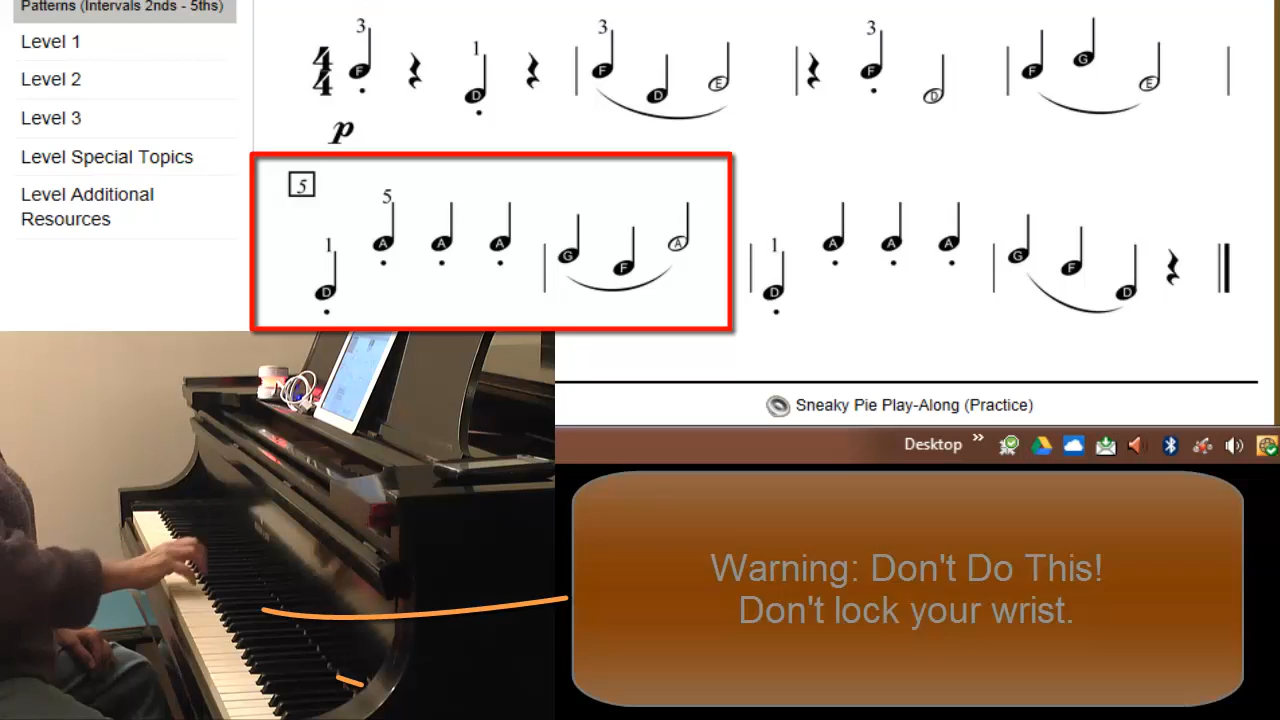 Patterns (Intervals 2nds - 5ths)
Level 1
Level 2
Level 3
Level Special Topics
Level Additional
Resources
3 1 3 3
4
4
F D F D E F D F G E
p
5
1 5 1
D A A A G F A D A A A G F D
Sneaky Pie Play-Along (Practice)
Desktop »
Warning: Don't Do This!
Don't lock your wrist.